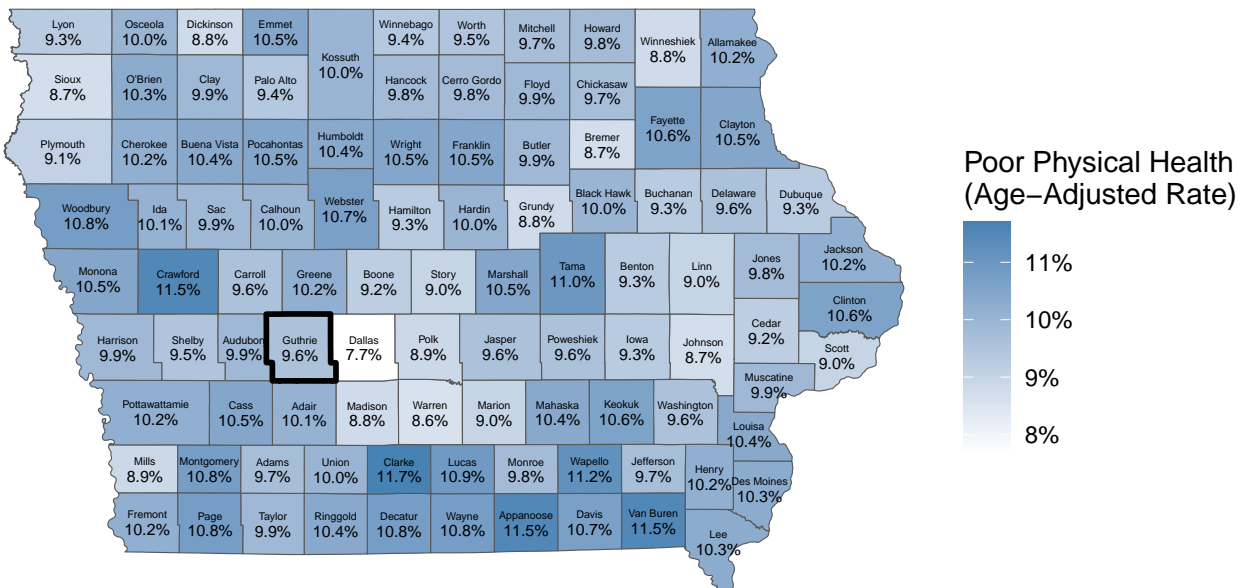 Lyon
9.3%
Osceola
10.0%
Dickinson
8.8%
Emmet
10.5%
Kossuth
10.0%
Winnebago
9.4%
Worth
9.5%
Mitchell
9.7%
Howard
9.8%
Winneshiek
8.8%
Allamakee
10.2%
Sioux
8.7%
O'Brien
10.3%
Clay
9.9%
Palo Alto
9.4%
Hancock
9.8%
Cerro Gordo
9.8%
Floyd
9.9%
Chickasaw
9.7%
Fayette
10.6%
Clayton
10.5%
Plymouth
9.1%
Cherokee
10.2%
Buena Vista
10.4%
Pocahontas
10.5%
Humboldt
10.4%
Wright
10.5%
Franklin
10.5%
Butler
9.9%
Bremer
8.7%
Woodbury
10.8%
Ida
10.1%
Sac
9.9%
Calhoun
10.0%
Webster
10.7%
Hamilton
9.3%
Hardin
10.0%
Grundy
8.8%
Black Hawk
10.0%
Buchanan
9.3%
Delaware
9.6%
Dubuque
9.3%
Monona
10.5%
Crawford
11.5%
Carroll
9.6%
Greene
10.2%
Boone
9.2%
Story
9.0%
Marshall
10.5%
Tama
11.0%
Benton
9.3%
Linn
9.0%
Jones
9.8%
Jackson
10.2%
Clinton
10.6%
Harrison
9.9%
Shelby
9.5%
Audubon
9.9%
Guthrie
9.6%
Dallas
7.7%
Polk
8.9%
Jasper
9.6%
Poweshiek
9.6%
Iowa
9.3%
Johnson
8.7%
Cedar
9.2%
Scott
9.0%
Muscatine
9.9%
Pottawattamie
10.2%
Cass
10.5%
Adair
10.1%
Madison
8.8%
Warren
8.6%
Marion
9.0%
Mahaska
10.4%
Keokuk
10.6%
Washington
9.6%
Louisa
10.4%
Mills
8.9%
Montgomery
10.8%
Adams
9.7%
Union
10.0%
Clarke
11.7%
Lucas
10.9%
Monroe
9.8%
Wapello
11.2%
Jefferson
9.7%
Henry
10.2%
Des Moines
10.3%
Fremont
10.2%
Page
10.8%
Taylor
9.9%
Ringgold
10.4%
Decatur
10.8%
Wayne
10.8%
Appanoose
11.5%
Davis
10.7%
Van Buren
11.5%
Lee
10.3%
Poor Physical Health
(Age−Adjusted Rate)
11%
10%
9%
8%